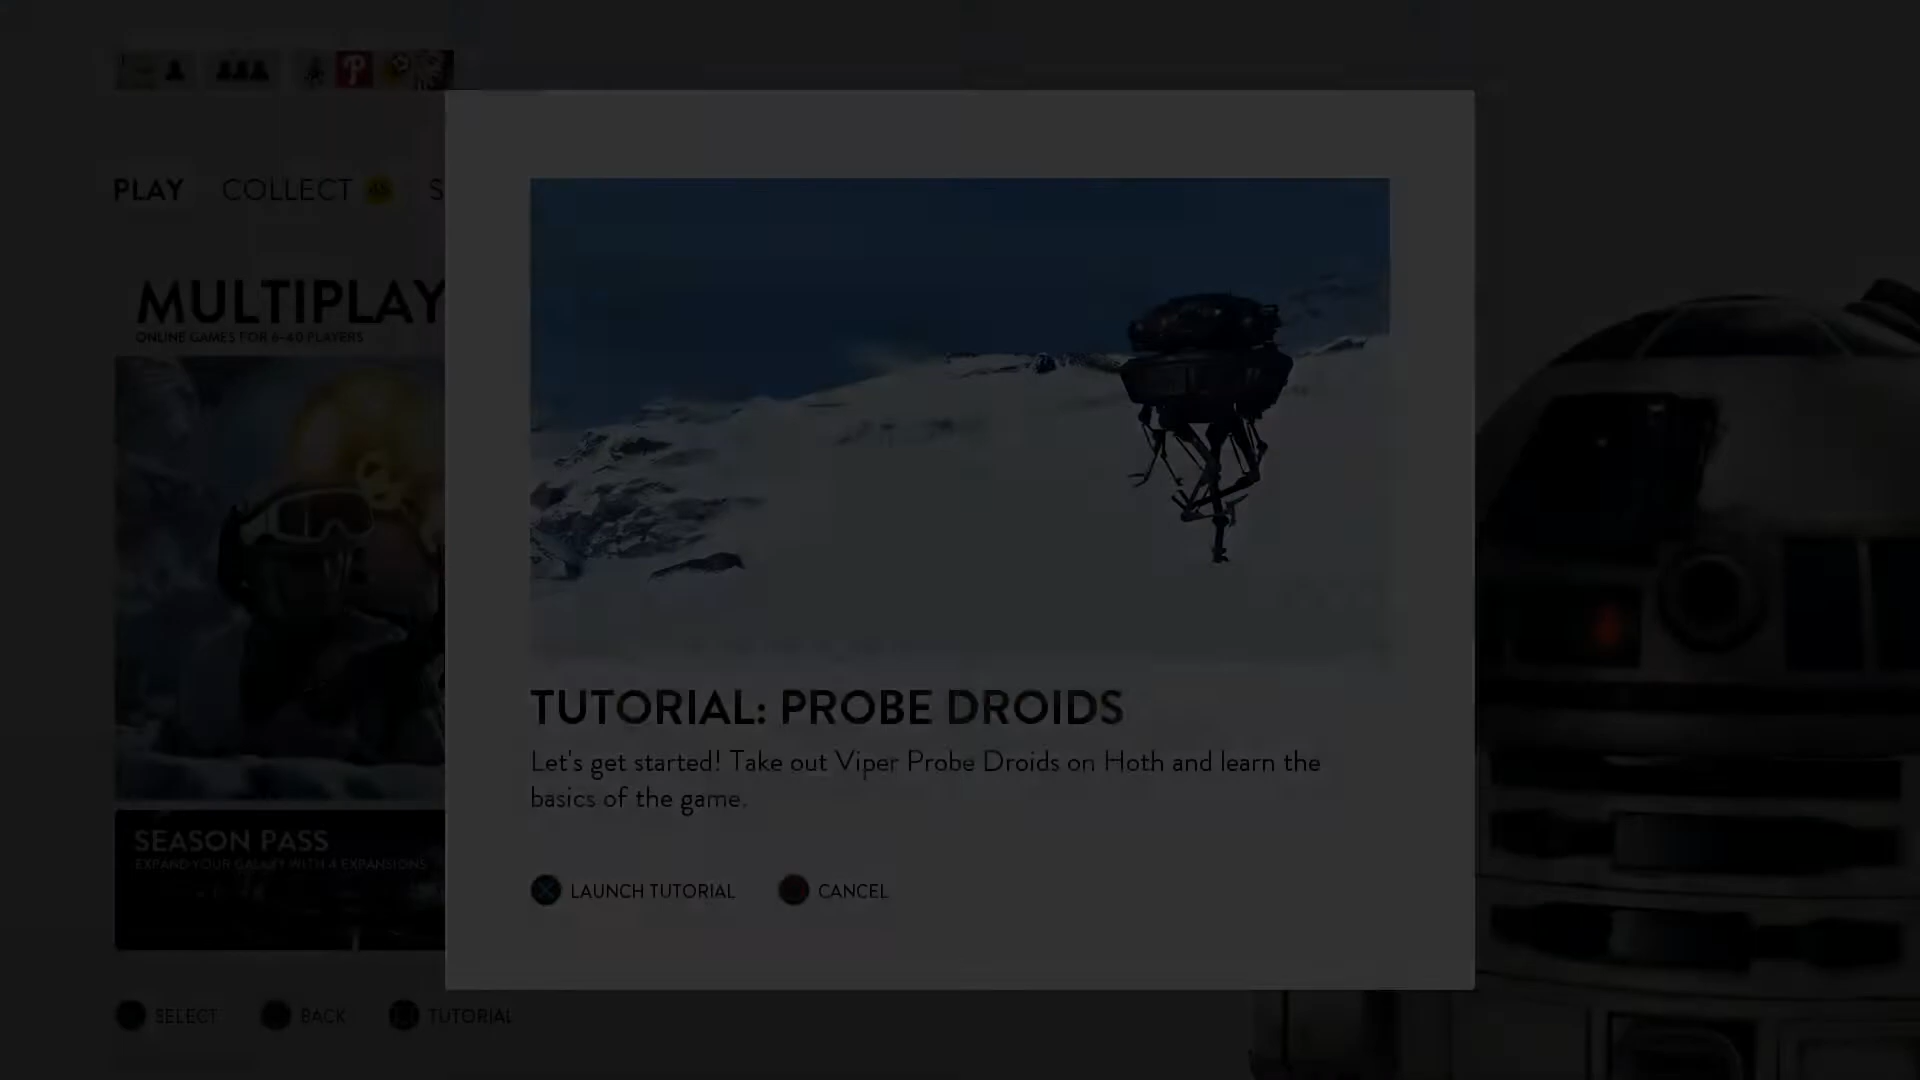 PLAY COLLECT S
MULTIPLAY
ONLINE GAMES FOR 6-40 PLAYERS
SEASON PASS
EXPAND YOUR GALAXY WITH 4 EXPANSIONS
TUTORIAL: PROBE DROIDS
Let's get started! Take out Viper Probe Droids on Hoth and learn the
basics of the game.
LAUNCH TUTORIAL CANCEL
SELECT BACK TUTORIAL